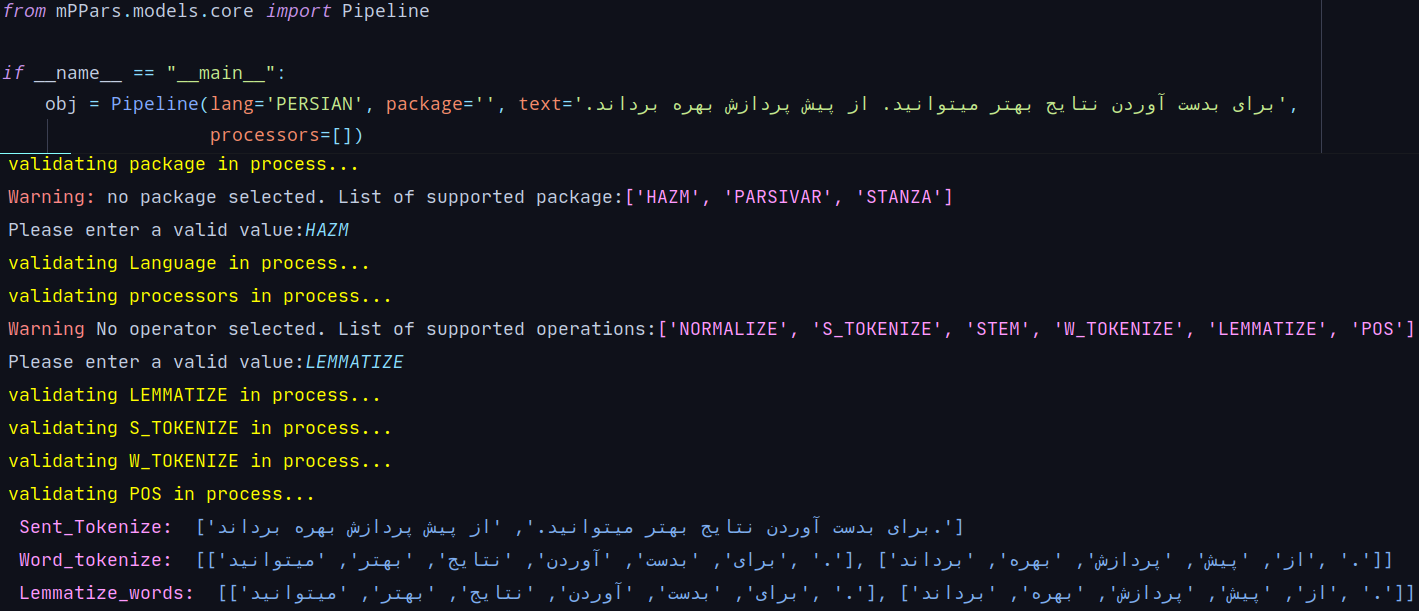 from mPPars.models.core import Pipeline
if __name__ == "__main__":
obj = Pipeline(lang='PERSIAN', package='', text='برای بدست آوردن نتایج بهتر میتوانید. از پیش پردازش بهره برداند.',
processors=[])
validating package in process...
Warning: no package selected. List of supported package:['HAZM', 'PARSIVAR', 'STANZA']
Please enter a valid value:HAZM
validating Language in process...
validating processors in process...
Warning No operator selected. List of supported operations:['NORMALIZE', 'S_TOKENIZE', 'STEM', 'W_TOKENIZE', 'LEMMATIZE', 'POS']
Please enter a valid value:LEMMATIZE
validating LEMMATIZE in process...
validating S_TOKENIZE in process...
validating W_TOKENIZE in process...
validating POS in process...
Sent_Tokenize: ['برای بدست آوردن نتایج بهتر میتوانید.', 'از پیش پردازش بهره برداند.']
Word_tokenize: [['برای', 'بدست', 'آوردن', 'نتایج', 'بهتر', 'میتوانید', '.'], ['از', 'پیش', 'پردازش', 'بهره', 'برداند', '.']]
Lemmatize_words: [['برای', 'بدست', 'آوردن', 'نتایج', 'بهتر', 'میتوانید', '.'], ['از', 'پیش', 'پردازش', 'بهره', 'برداند', '.']]